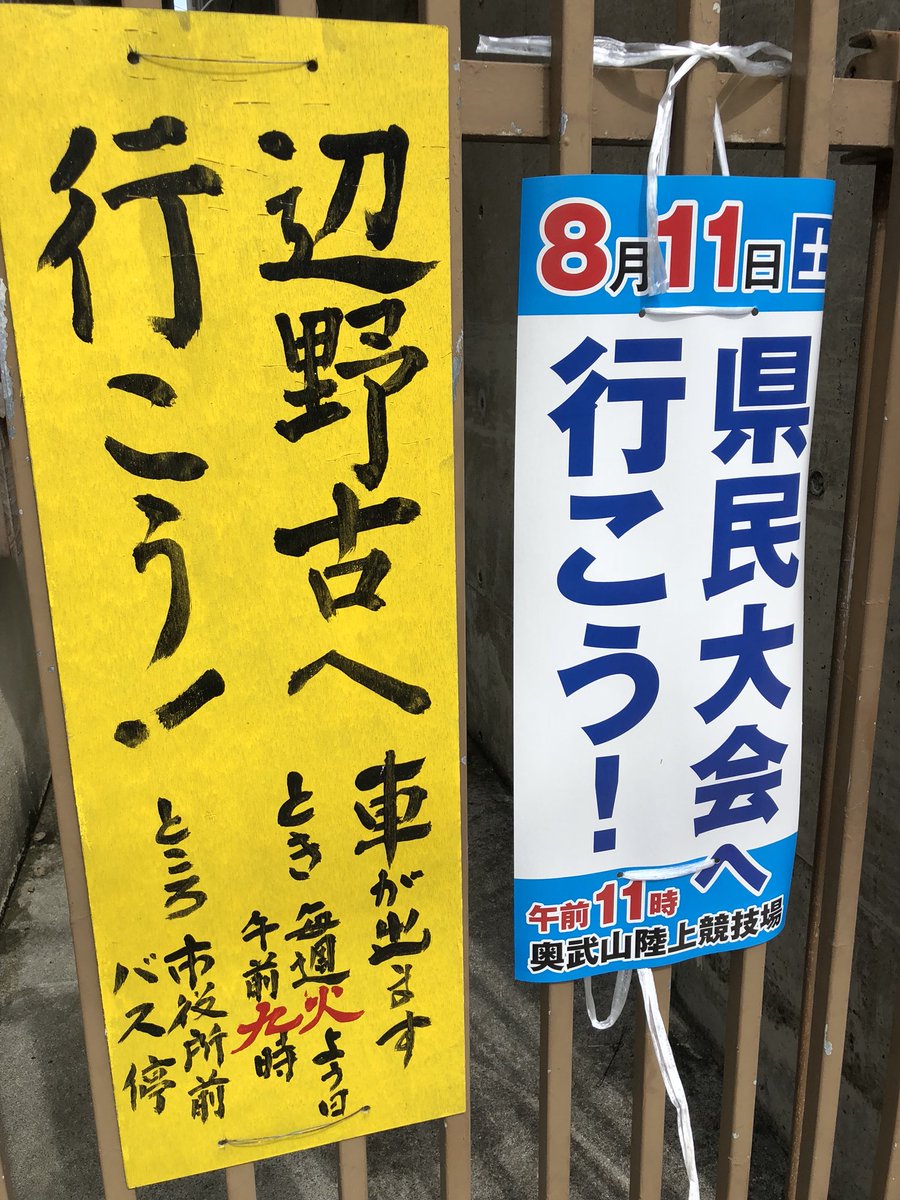 辺野古へ
行こう！
車が出ます
とき
毎週火よう日
午前九時
ところ
市役所前
バス停
8月11日土
県民大会へ
行こう！
午前11時
奥武山陸上競技場